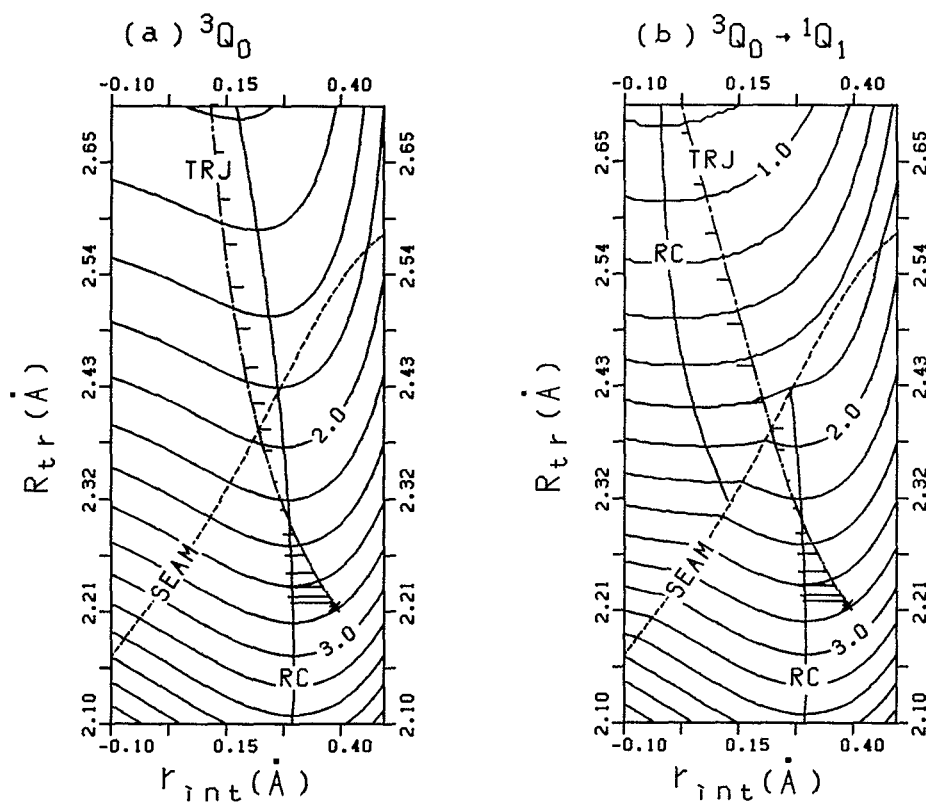 (a) ³Q₀
-0.10 0.15 0.40
2.65
2.54
2.43
2.32
2.21
2.10
2.65
2.54
2.43
2.32
2.21
2.10
TRJ
2.0
SEAM
3.0
RC
-0.10 0.15 0.40
R_tr(Å)
r_int(Å)
(b) ³Q₀ → ¹Q₁
-0.10 0.15 0.40
2.65
2.54
2.43
2.32
2.21
2.10
2.65
2.54
2.43
2.32
2.21
2.10
TRJ
1.0
RC
2.0
SEAM
3.0
RC
-0.10 0.15 0.40
R_tr(Å)
r_int(Å)